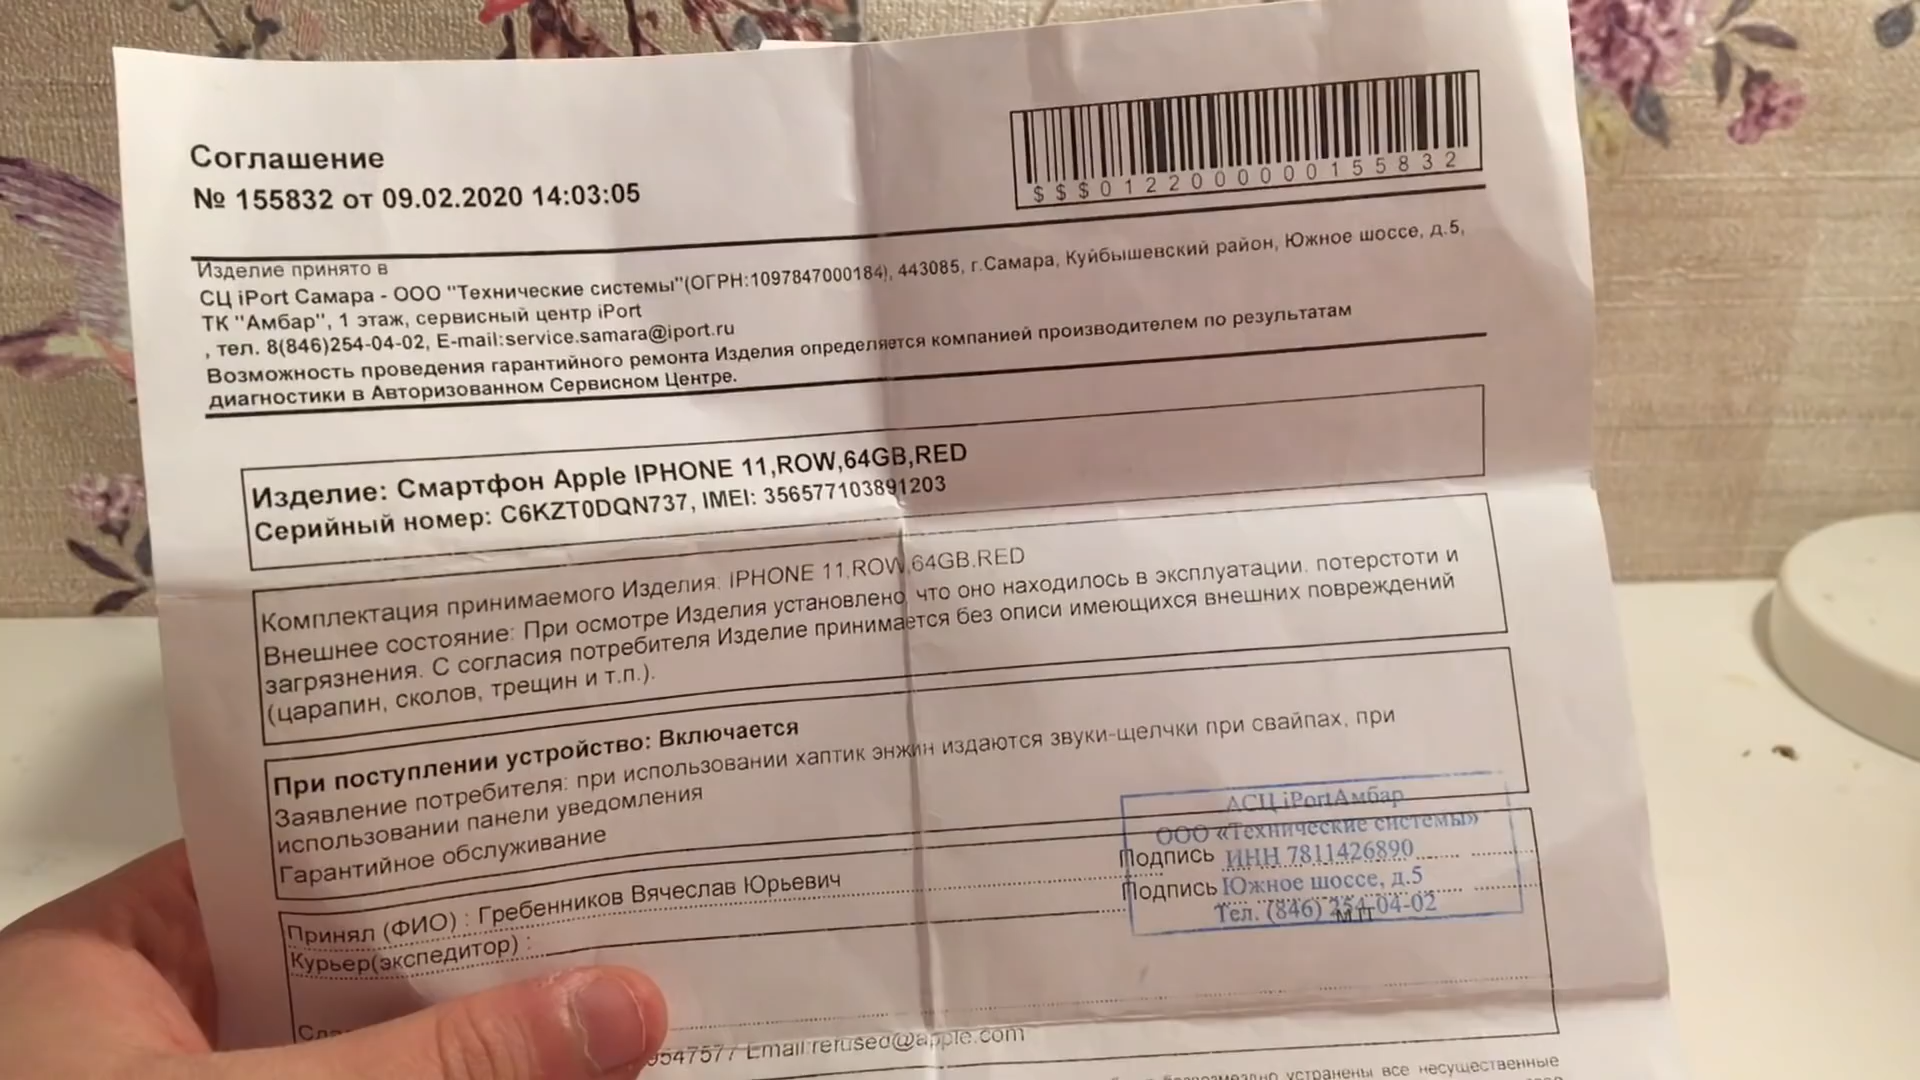 Соглашение
№ 155832 от 09.02.2020 14:03:05
$$$0122000000155832
Изделие принято в
СЦ iPort Самара - ООО "Технические системы"(ОГРН:1097847000184), 443085, г.Самара, Куйбышевский район, Южное шоссе, д.5,
ТК "Амбар", 1 этаж, сервисный центр iPort
, тел. 8(846)254-04-02, E-mail:service.samara@iport.ru
Возможность проведения гарантийного ремонта Изделия определяется компанией производителем по результатам
диагностики в Авторизованном Сервисном Центре.
Изделие: Смартфон Apple IPHONE 11,ROW,64GB,RED
Серийный номер: C6KZT0DQN737, IMEI: 356577103891203
Комплектация принимаемого Изделия: IPHONE 11,ROW,64GB,RED
Внешнее состояние: При осмотре Изделия установлено, что оно находилось в эксплуатации, потерстоти и
загрязнения. С согласия потребителя Изделие принимается без описи имеющихся внешних повреждений
(царапин, сколов, трещин и т.п.).
При поступлении устройство: Включается
Заявление потребителя: при использовании хаптик энжин издаются звуки-щелчки при свайпах, при
использовании панели уведомления
Гарантийное обслуживание
Принял (ФИО) : Гребенников Вячеслав Юрьевич
Подпись
Курьер(экспедитор) :
Подпись
М.П
АСЦ iPortАмбар
ООО «Технические системы»
ИНН 7811426890
Южное шоссе, д.5
Тел. (846) 254-04-02
9547577 Email:refused@apple.com
безвозмездно устранены все несущественные